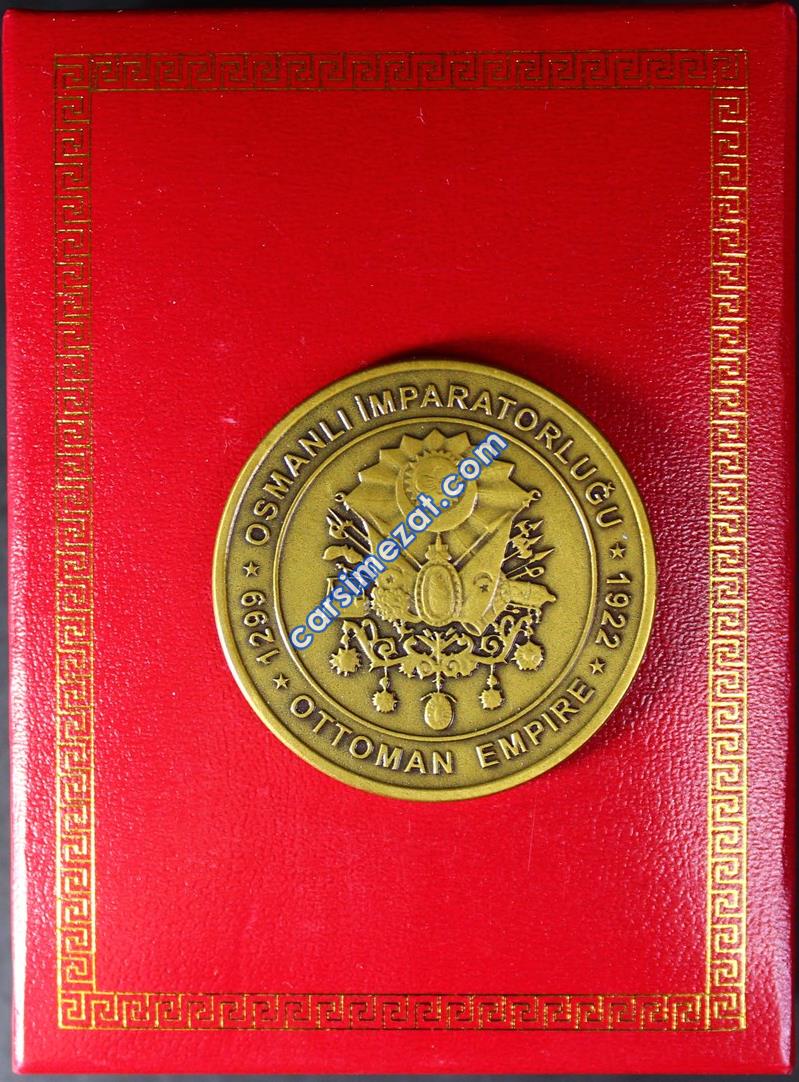 ★ OSMANLI İMPARATORLUĞU ★
1922 ★
OTTOMAN EMPIRE
★ 1299
carsimezat.com